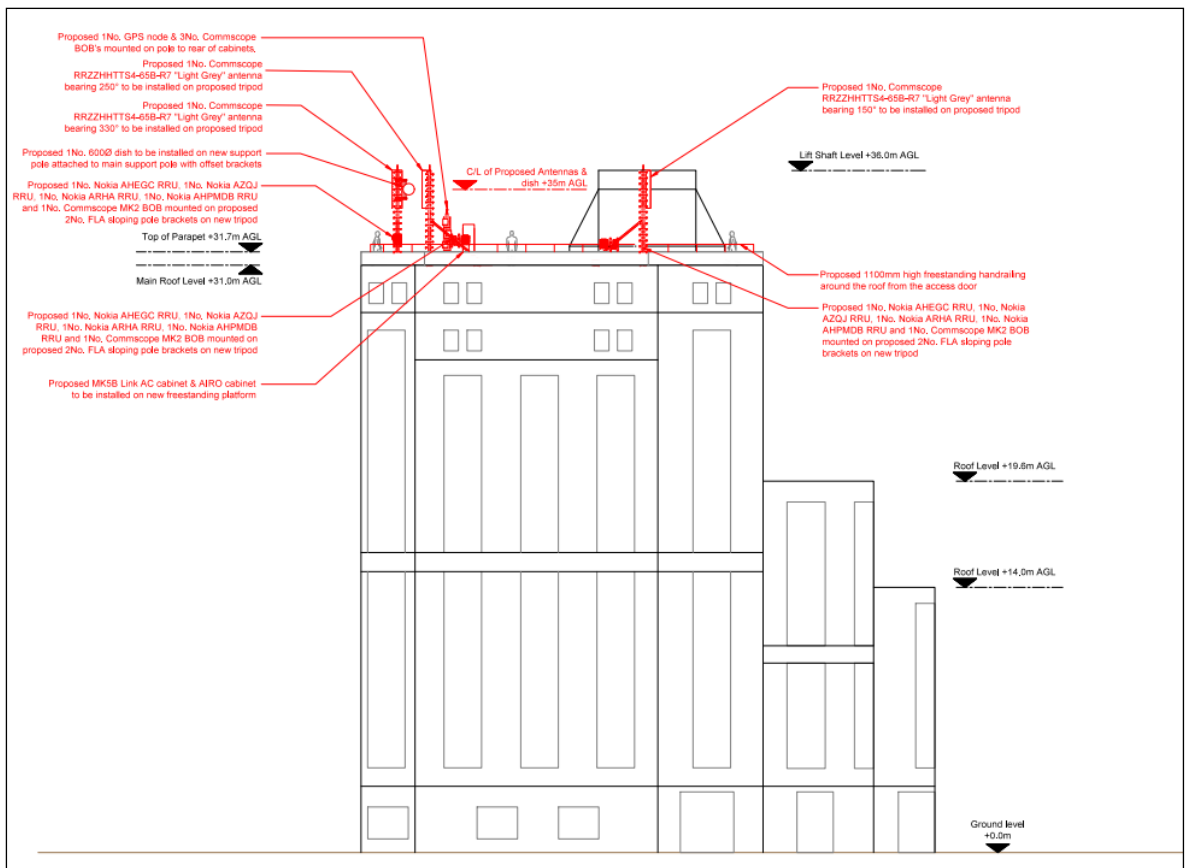 Proposed 1No. GPS node & 3No. Commscope
BOB's mounted on pole to rear of cabinets.
Proposed 1No. Commscope
RRZZHHTTS4-65B-R7 "Light Grey" antenna
bearing 250° to be installed on proposed tripod
Proposed 1No. Commscope
RRZZHHTTS4-65B-R7 "Light Grey" antenna
bearing 330° to be installed on proposed tripod
Proposed 1No. 600Ø dish to be installed on new support
pole attached to main support pole with offset brackets
Proposed 1No. Nokia AHEGC RRU, 1No. Nokia AZQJ
RRU, 1No. Nokia ARHA RRU, 1No. Nokia AHPMDB RRU
and 1No. Commscope MK2 BOB mounted on proposed
2No. FLA sloping pole brackets on new tripod
Top of Parapet +31.7m AGL
Main Roof Level +31.0m AGL
Proposed 1No. Nokia AHEGC RRU, 1No. Nokia AZQJ
RRU, 1No. Nokia ARHA RRU, 1No. Nokia AHPMDB
RRU and 1No. Commscope MK2 BOB mounted on
proposed 2No. FLA sloping pole brackets on new tripod
Proposed MK5B Link AC cabinet & AIRO cabinet
to be installed on new freestanding platform
C/L of Proposed Antennas &
dish +35m AGL
Proposed 1No. Commscope
RRZZHHTTS4-65B-R7 "Light Grey" antenna
bearing 150° to be installed on proposed tripod
Lift Shaft Level +36.0m AGL
Proposed 1100mm high freestanding handrailing
around the roof from the access door
Proposed 1No. Nokia AHEGC RRU, 1No. Nokia
AZQJ RRU, 1No. Nokia ARHA RRU, 1No. Nokia
AHPMDB RRU and 1No. Commscope MK2 BOB
mounted on proposed 2No. FLA sloping pole
brackets on new tripod
Roof Level +19.6m AGL
Roof Level +14.0m AGL
Ground level
+0.0m